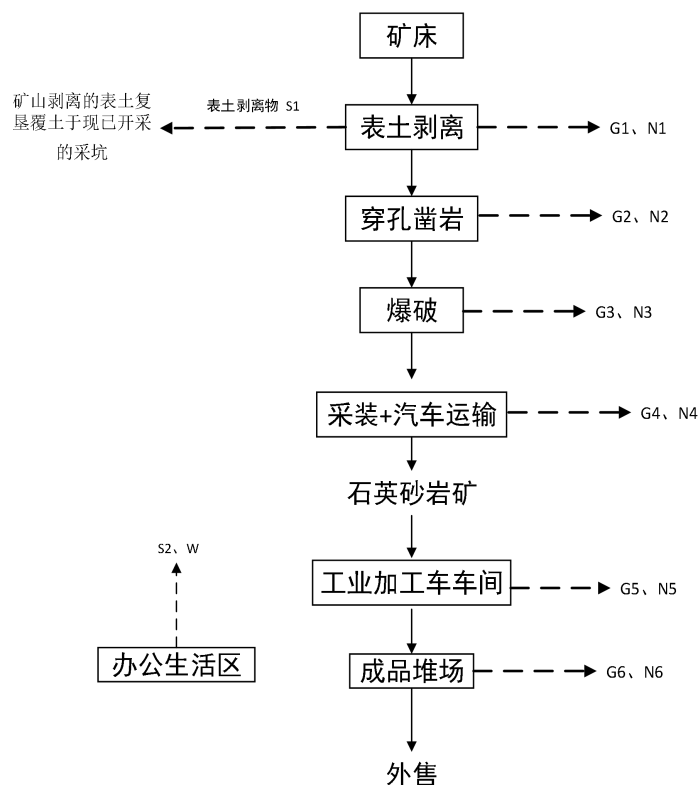 矿床
矿山剥离的表土复
垦覆土于现已开采
的采坑
表土剥离物 S1
表土剥离
G1、N1
穿孔凿岩
G2、N2
爆破
G3、N3
采装+汽车运输
G4、N4
石英砂岩矿
S2、W
工业加工车车间
G5、N5
办公生活区
成品堆场
G6、N6
外售